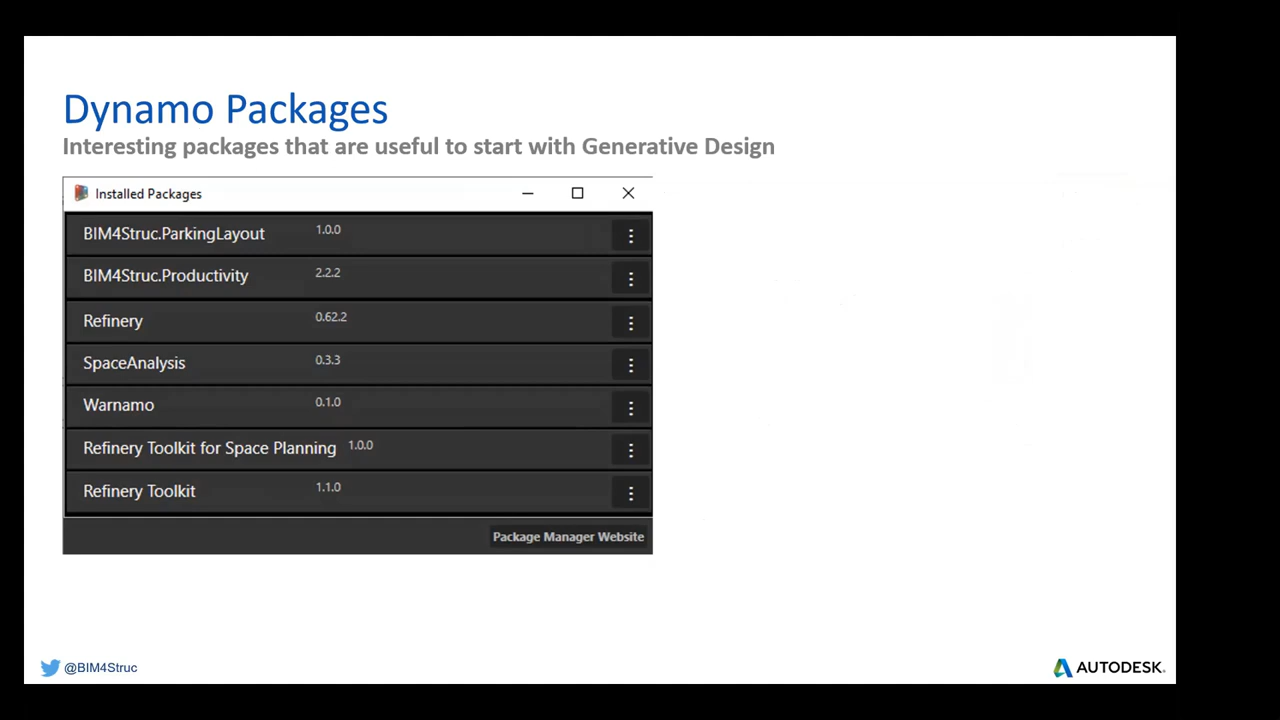 Dynamo Packages
Interesting packages that are useful to start with Generative Design
Installed Packages
BIM4Struc.ParkingLayout 1.0.0
BIM4Struc.Productivity 2.2.2
Refinery 0.62.2
SpaceAnalysis 0.3.3
Warnamo 0.1.0
Refinery Toolkit for Space Planning 1.0.0
Refinery Toolkit 1.1.0
Package Manager Website
@BIM4Struc
AUTODESK.